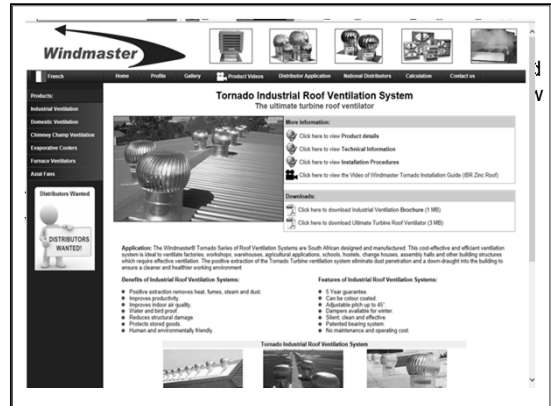 Windmaster
French
Home Profile Gallery Product Videos Distributor Application National Distributors Calculation Contact us
Products:
Industrial Ventilation
Domestic Ventilation
Chimney Champ Ventilation
Evaporative Coolers
Furnace Ventilators
Axial Fans
Distributors Wanted
DISTRIBUTORS
WANTED!
Tornado Industrial Roof Ventilation System
The ultimate turbine roof ventilator
More information:
Click here to view Product details
Click here to view Technical Information
Click here to view Installation Procedures
Click here to view the Video of Windmaster Tornado Installation Guide (IBR Zinc Roof)
Downloads:
Click here to download Industrial Ventilation Brochure (1 MB)
Click here to download Ultimate Turbine Roof Ventilator (3 MB)
Application: The Windmaster® Tornado Series of Roof Ventilation Systems are South African designed and manufactured. This cost-effective and efficient ventilation
system is ideal to ventilate factories, workshops, warehouses, agricultural applications, schools, hostels, change houses, assembly halls and other building structures
which require effective ventilation. The positive extraction of the Tornado Turbine ventilation system eliminate dust penetration and a down-draught into the building to
ensure a cleaner and healthier working environment
Benefits of Industrial Roof Ventilation Systems:
Positive extraction removes heat, fumes, steam and dust.
Improves productivity.
Improves indoor air quality.
Water and bird proof.
Reduces structural damage.
Protects stored goods.
Human and environmentally friendly.
Features of Industrial Roof Ventilation Systems:
5 Year guarantee.
Can be colour coated.
Adjustable pitch up to 45°.
Dampers available for winter.
Silent, clean and effective.
Patented bearing system.
No maintenance and operating cost.
Tornado Industrial Roof Ventilation System